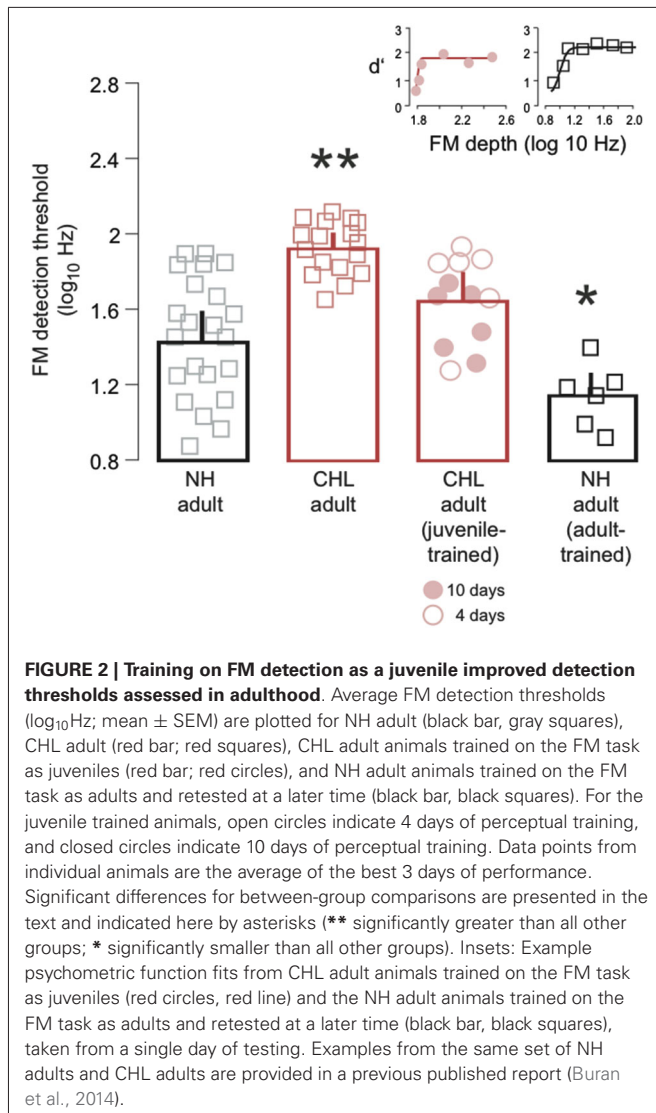 3
2
d'
1
0
1.8 2.2 2.6
3
2
1
0
0.8 1.2 1.6 2.0
FM depth (log 10 Hz)
FM detection threshold
(log10 Hz)
2.8
2.4
2
1.6
1.2
0.8
**
*
NH
adult
CHL
adult
CHL
adult
(juvenile-
trained)
NH
adult
(adult-
trained)
10 days
4 days
FIGURE 2 | Training on FM detection as a juvenile improved detection
thresholds assessed in adulthood. Average FM detection thresholds
(log10Hz; mean ± SEM) are plotted for NH adult (black bar, gray squares),
CHL adult (red bar; red squares), CHL adult animals trained on the FM task
as juveniles (red bar; red circles), and NH adult animals trained on the FM
task as adults and retested at a later time (black bar, black squares). For the
juvenile trained animals, open circles indicate 4 days of perceptual training,
and closed circles indicate 10 days of perceptual training. Data points from
individual animals are the average of the best 3 days of performance.
Significant differences for between-group comparisons are presented in the
text and indicated here by asterisks (** significantly greater than all other
groups; * significantly smaller than all other groups). Insets: Example
psychometric function fits from CHL adult animals trained on the FM task
as juveniles (red circles, red line) and the NH adult animals trained on the
FM task as adults and retested at a later time (black bar, black squares),
taken from a single day of testing. Examples from the same set of NH
adults and CHL adults are provided in a previous published report (Buran
et al., 2014).